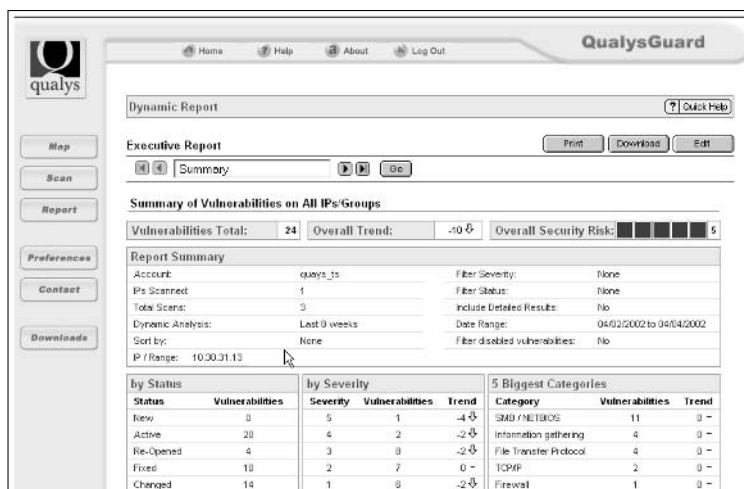 Home Help About Log Out
QualysGuard
Q
qualys
Dynamic Report
? Quick Help
Map
Scan
Report
Preferences
Contact
Downloads
Executive Report
Print Download Edit
Summary Go
Summary of Vulnerabilities on All IPs/Groups
Vulnerabilities Total: 24 Overall Trend: -10 Overall Security Risk: 5
Report Summary
Account: quays_ts Filter Severity: None
IPs Scanned: 1 Filter Status: None
Total Scans: 3 Include Detailed Results: No
Dynamic Analysis: Last 8 weeks Date Range: 04/02/2002 to 04/04/2002
Sort by: None Filter disabled vulnerabilities: No
IP / Range: 10.30.31.13
by Status by Severity 5 Biggest Categories
Status Vulnerabilities Severity Vulnerabilities Trend Category Vulnerabilities Trend
New 0 5 1 -4 SMB / NETBIOS 11 0 -
Active 20 4 2 -2 Information gathering 4 0 -
Re-Opened 4 3 8 -2 File Transfer Protocol 4 0 -
Fixed 10 2 7 0 - TCP/IP 2 0 -
Changed 14 1 6 -2 Firewall 1 0 -